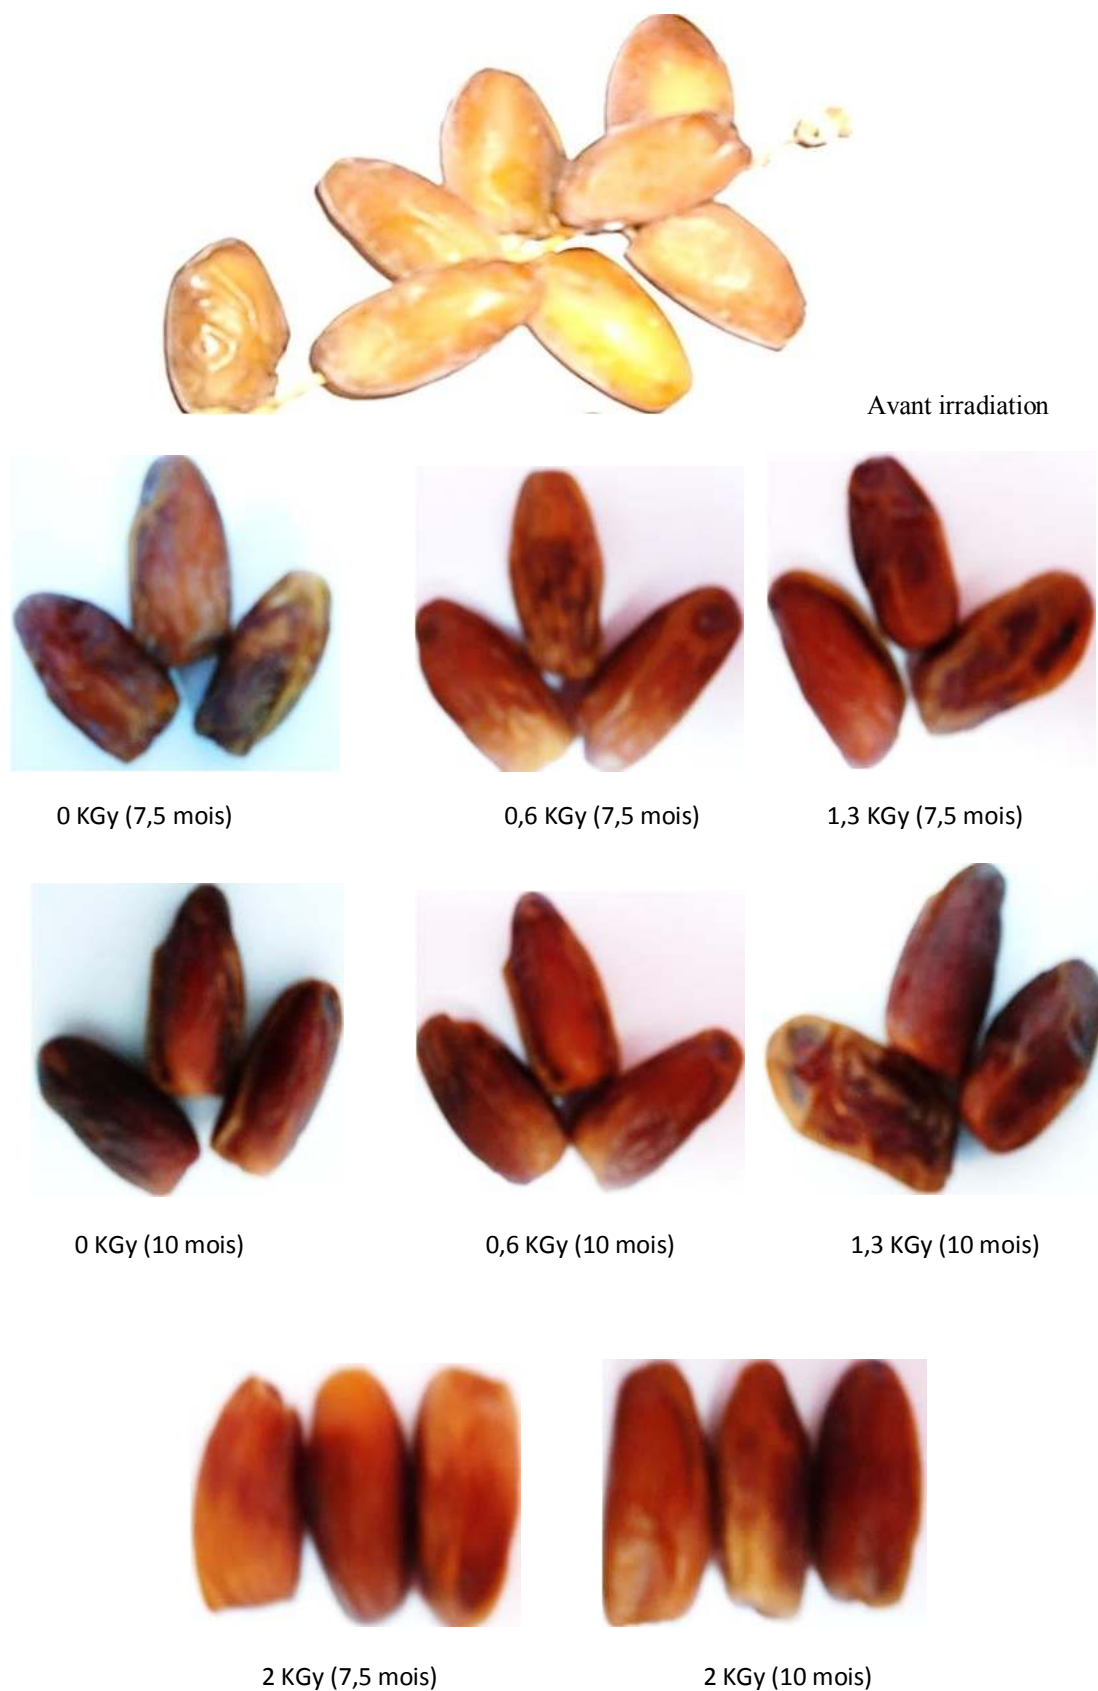 Avant irradiation
0 KGy (7,5 mois)
0,6 KGy (7,5 mois)
1,3 KGy (7,5 mois)
0 KGy (10 mois)
0,6 KGy (10 mois)
1,3 KGy (10 mois)
2 KGy (7,5 mois)
2 KGy (10 mois)